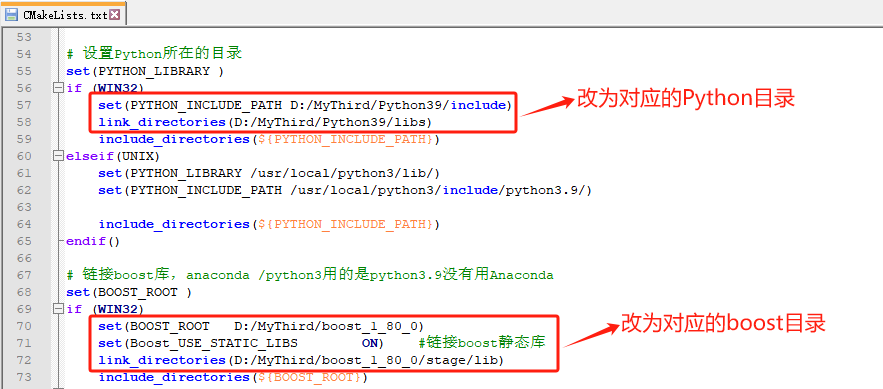 CMakeLists.txt
53
54 # 设置Python所在的目录
55 set(PYTHON_LIBRARY )
56 if (WIN32)
57 set(PYTHON_INCLUDE_PATH D:/MyThird/Python39/include)
58 link_directories(D:/MyThird/Python39/libs)
改为对应的Python目录
59 include_directories(${PYTHON_INCLUDE_PATH})
60 elseif(UNIX)
61 set(PYTHON_LIBRARY /usr/local/python3/lib/)
62 set(PYTHON_INCLUDE_PATH /usr/local/python3/include/python3.9/)
63
64 include_directories(${PYTHON_INCLUDE_PATH})
65 endif()
66
67 # 链接boost库，anaconda /python3用的是python3.9没有用Anaconda
68 set(BOOST_ROOT )
69 if (WIN32)
70 set(BOOST_ROOT D:/MyThird/boost_1_80_0)
71 set(Boost_USE_STATIC_LIBS ON) #链接boost静态库
72 link_directories(D:/MyThird/boost_1_80_0/stage/lib)
改为对应的boost目录
73 include_directories(${BOOST_ROOT})